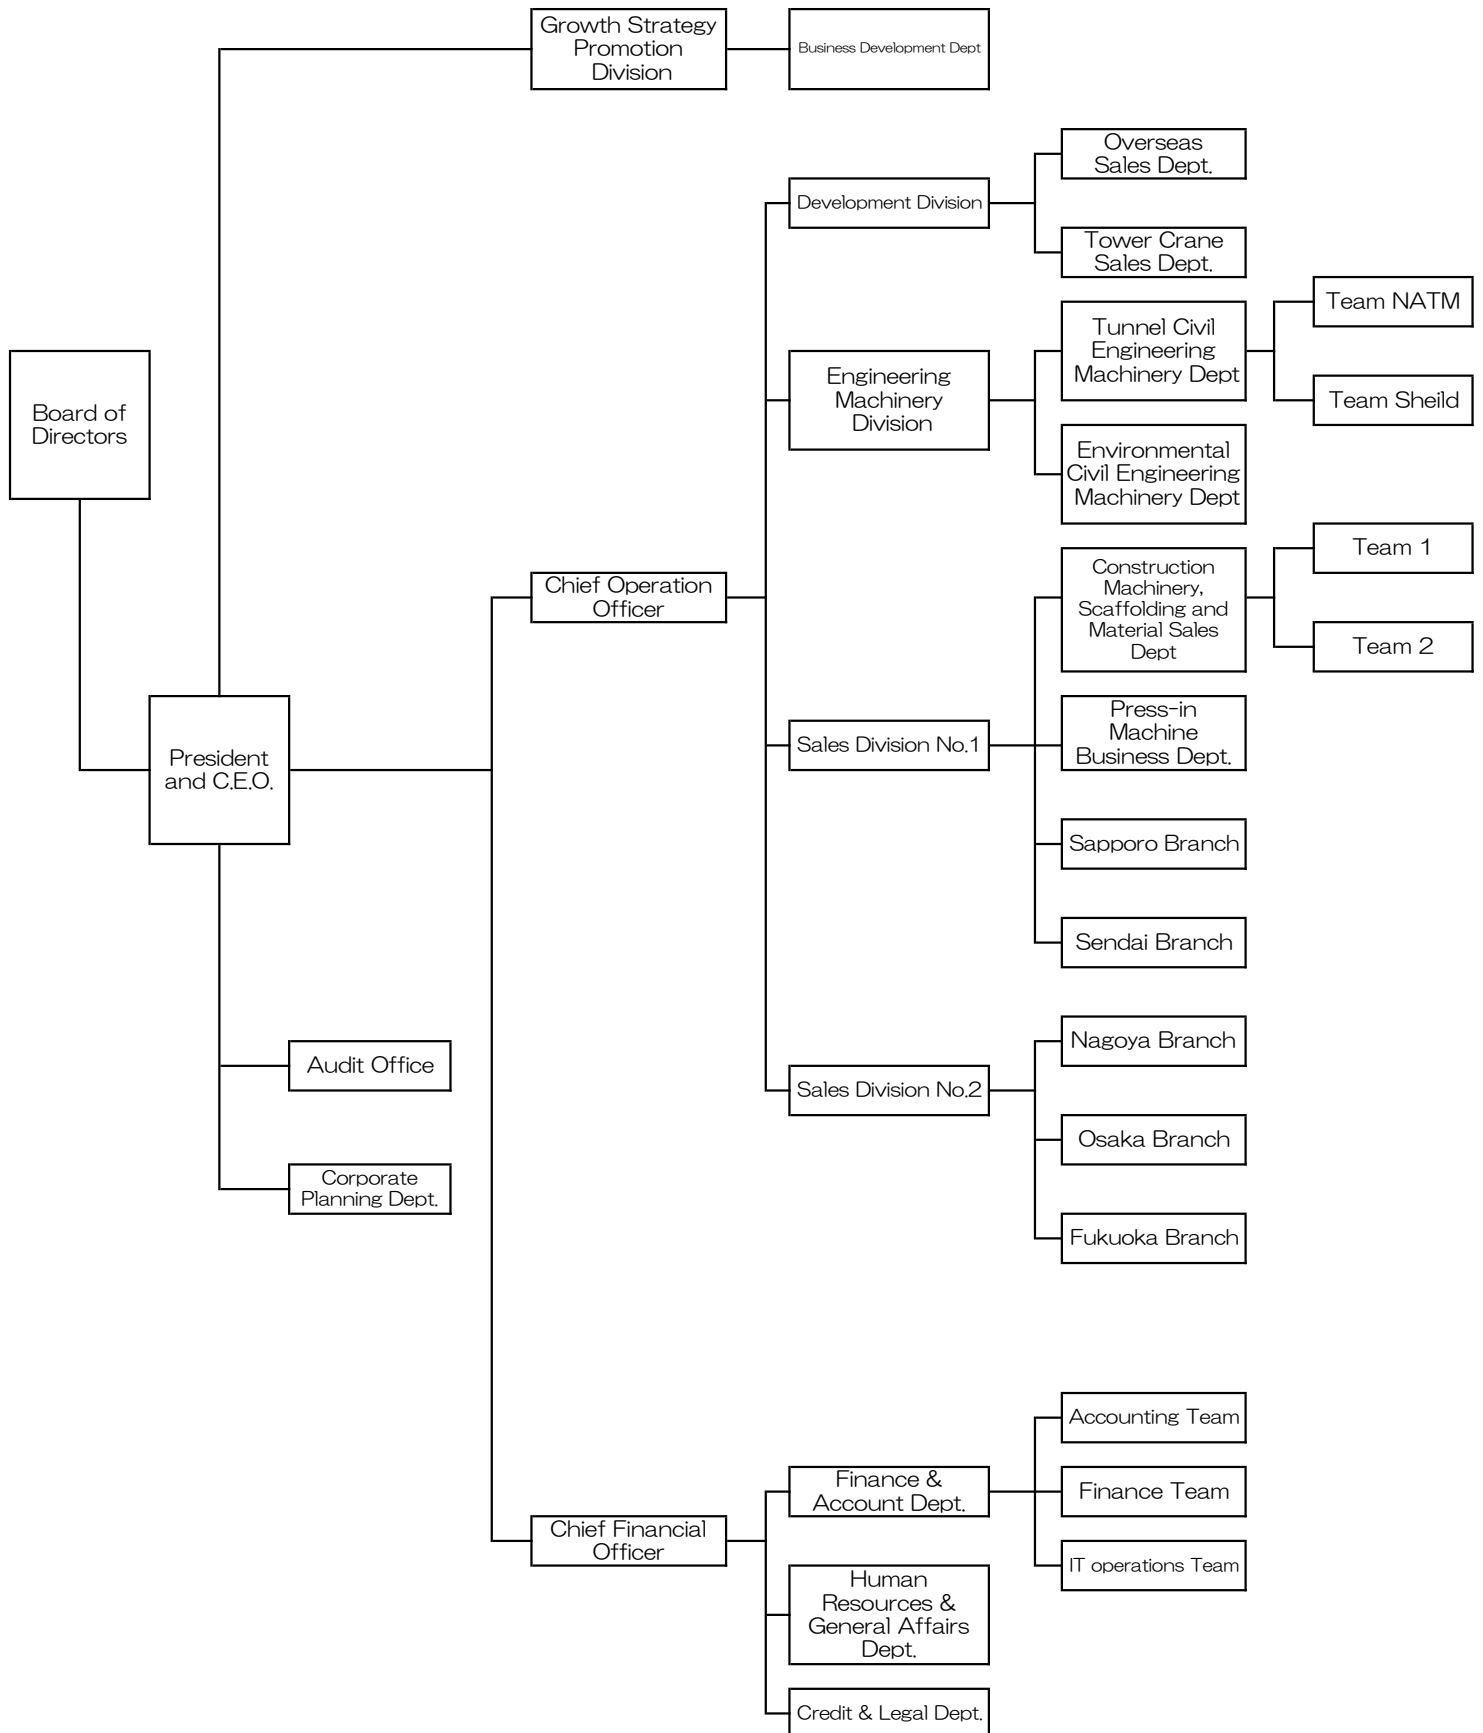 Growth Strategy
Promotion
Division
Business Development Dept
Overseas
Sales Dept.
Development Division
Tower Crane
Sales Dept.
Team NATM
Tunnel Civil
Engineering
Machinery Dept
Engineering
Machinery
Division
Team Sheild
Board of
Directors
Environmental
Civil Engineering
Machinery Dept
Team 1
Construction
Machinery,
Scaffolding and
Material Sales
Dept
Chief Operation
Officer
Team 2
Press-in
Machine
Business Dept.
Sales Division No.1
President
and C.E.O.
Sapporo Branch
Sendai Branch
Nagoya Branch
Audit Office
Sales Division No.2
Osaka Branch
Corporate
Planning Dept.
Fukuoka Branch
Accounting Team
Finance &
Account Dept.
Finance Team
Chief Financial
Officer
IT operations Team
Human
Resources &
General Affairs
Dept.
Credit & Legal Dept.